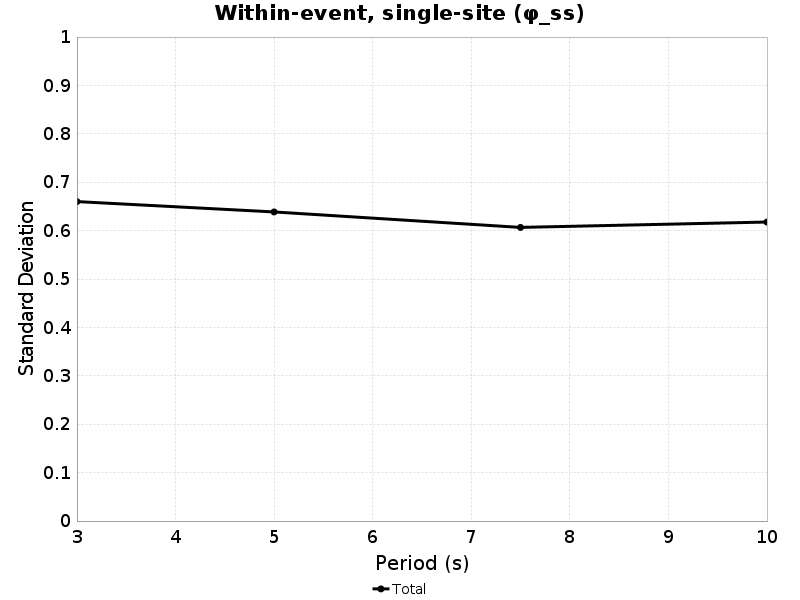 Within-event, single-site (φ_ss)
1
0.9
0.8
0.7
0.6
0.5
0.4
0.3
0.2
0.1
0
Standard Deviation
3 4 5 6 7 8 9 10
Period (s)
Total